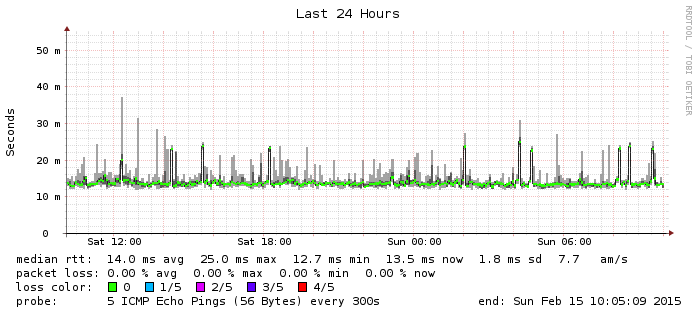 Last 24 Hours
RRDTOOL / TOBI OETIKER
Seconds
50 m
40 m
30 m
20 m
10 m
0
Sat 12:00 Sat 18:00 Sun 00:00 Sun 06:00
median rtt: 14.0 ms avg 25.0 ms max 12.7 ms min 13.5 ms now 1.8 ms sd 7.7 am/s
packet loss: 0.00 % avg 0.00 % max 0.00 % min 0.00 % now
loss color: 0 1/5 2/5 3/5 4/5
probe: 5 ICMP Echo Pings (56 Bytes) every 300s end: Sun Feb 15 10:05:09 2015